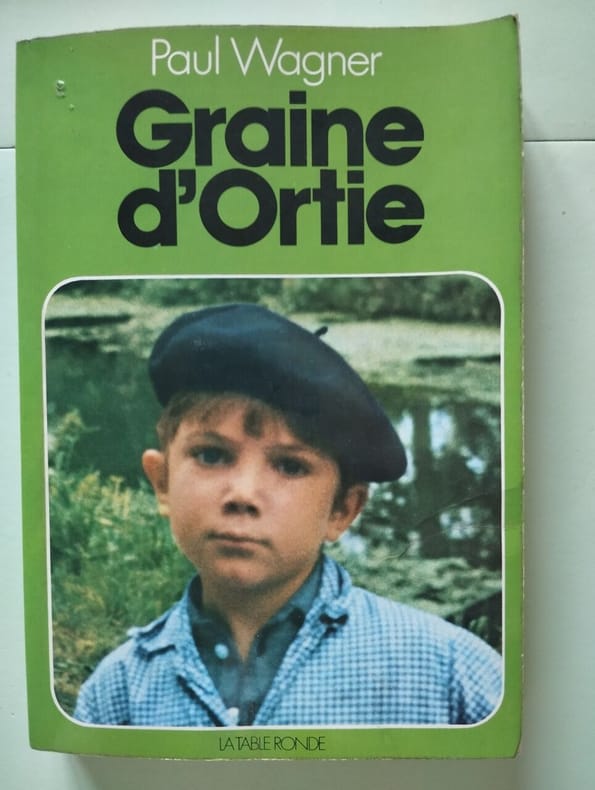 Paul Wagner
Graine
d'Ortie
LA TABLE RONDE